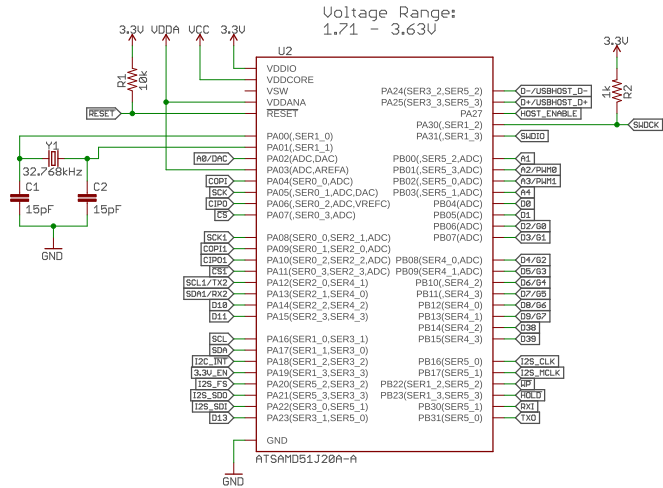 Voltage Range:
1.71 - 3.63V
3.3V VDDA VCC 3.3V
U2
3.3V
R1
10k
VDDIO
VDDCORE
VSW
VDDANA
RESET RESET
PA24(SER3_2,SER5_2) D-/USBHOST_D-
PA25(SER3_3,SER5_3) D+/USBHOST_D+
PA27 HOST_ENABLE
PA30(,SER1_2) SWDCK
PA31(,SER1_3) SWDIO
1k
R2
PA00(,SER1_0)
PA01(,SER1_1)
Y1
32.768kHz
C1
15pF
C2
15pF
GND
A0/DAC PA02(ADC,DAC)
PA03(ADC,AREFA)
COPI PA04(SER0_0,ADC)
SCK PA05(SER0_1,ADC,DAC)
CIPO PA06(,SER0_2,ADC,VREFC)
CS PA07(,SER0_3,ADC)
PB00(,SER5_2,ADC) A1
PB01(,SER5_3,ADC) A2/PWM0
PB02(,SER5_0,ADC) A3/PWM1
PB03(,SER5_1,ADC) A4
PB04(ADC) D0
PB05(ADC) D1
PB06(ADC) D2/G0
PB07(ADC) D3/G1
SCK1 PA08(SER0_0,SER2_1,ADC)
COPI1 PA09(SER0_1,SER2_0,ADC)
CIPO1 PA10(SER0_2,SER2_2,ADC)
CS1 PA11(SER0_3,SER2_3,ADC)
SCL1/TX2 PA12(SER2_0,SER4_1)
SDA1/RX2 PA13(SER2_1,SER4_0)
D10 PA14(SER2_2,SER4_2)
D11 PA15(SER2_3,SER4_3)
PB08(SER4_0,ADC) D4/G2
PB09(SER4_1,ADC) D5/G3
PB10(,SER4_2) D6/G4
PB11(,SER4_3) D7/G5
PB12(SER4_0) D8/G6
PB13(SER4_1) D9/G7
PB14(SER4_2) D38
PB15(SER4_3) D39
SCL PA16(SER1_0,SER3_1)
SDA PA17(SER1_1,SER3_0)
I2C_INT PA18(SER1_2,SER3_2)
3.3V_EN PA19(SER1_3,SER3_3)
I2S_FS PA20(SER5_2,SER3_2)
I2S_SDO PA21(SER5_3,SER3_3)
I2S_SDI PA22(SER3_0,SER5_1)
D13 PA23(SER3_1,SER5_0)
PB16(SER5_0) I2S_CLK
PB17(SER5_1) I2S_MCLK
PB22(SER1_2,SER5_2) WP
PB23(SER1_3,SER5_3) HOLD
PB30(SER5_1) RXI
PB31(SER5_0) TXO
GND
ATSAMD51J20A-A
GND